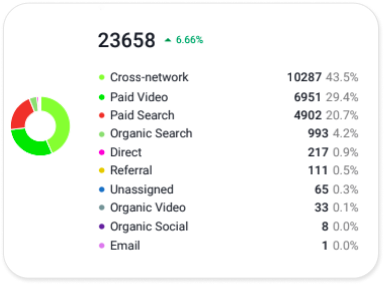 23658 6.66%
Cross-network 10287 43.5%
Paid Video 6951 29.4%
Paid Search 4902 20.7%
Organic Search 993 4.2%
Direct 217 0.9%
Referral 111 0.5%
Unassigned 65 0.3%
Organic Video 33 0.1%
Organic Social 8 0.0%
Email 1 0.0%